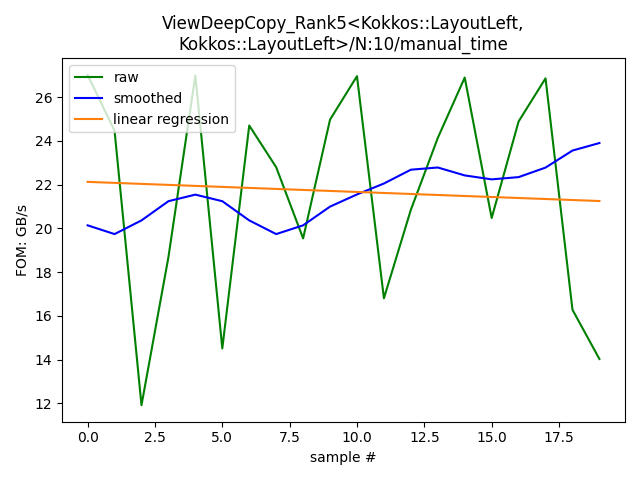 ViewDeepCopy_Rank5<Kokkos::LayoutLeft,
Kokkos::LayoutLeft>/N:10/manual_time
raw
smoothed
linear regression
FOM: GB/s
26
24
22
20
18
16
14
12
0.0
2.5
5.0
7.5
10.0
12.5
15.0
17.5
sample #